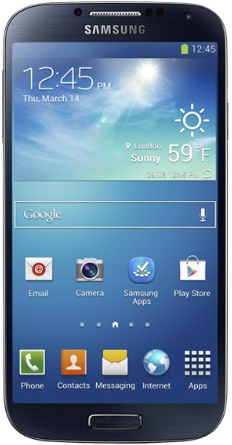 SAMSUNG
12:45
12:45 PM
Thu, March 14
London
Sunny
59°F
Google
Email
Camera
Samsung
Apps
Play Store
Phone
Contacts
Messaging
Internet
Apps